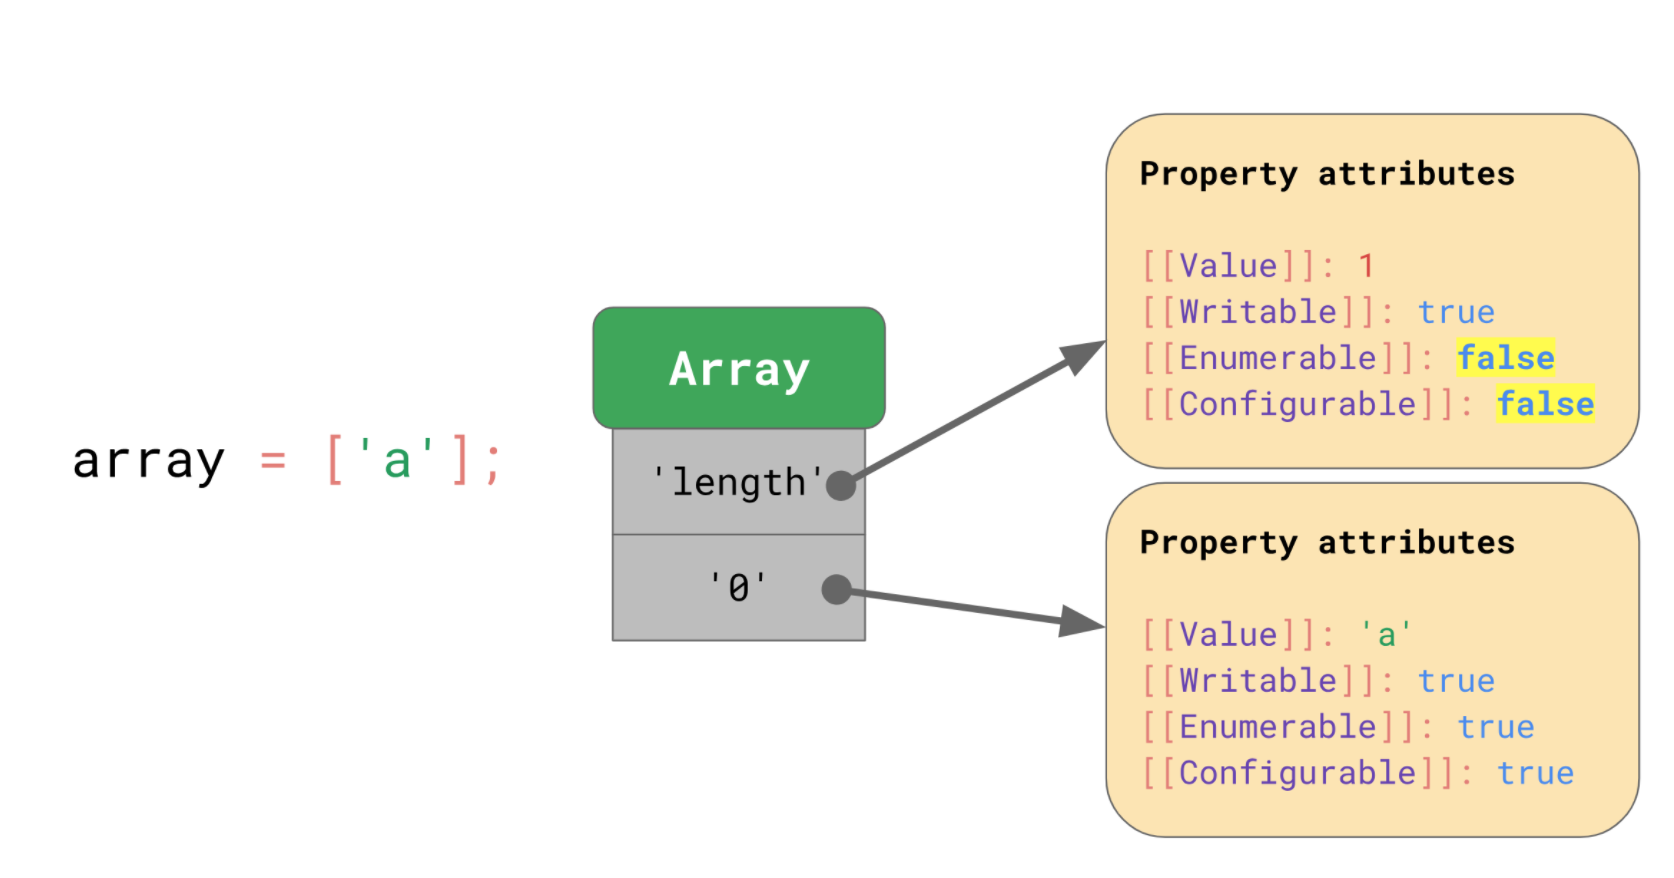 array = ['a'];
Array
'length'
'0'
Property attributes
[[Value]]: 1
[[Writable]]: true
[[Enumerable]]: false
[[Configurable]]: false
Property attributes
[[Value]]: 'a'
[[Writable]]: true
[[Enumerable]]: true
[[Configurable]]: true